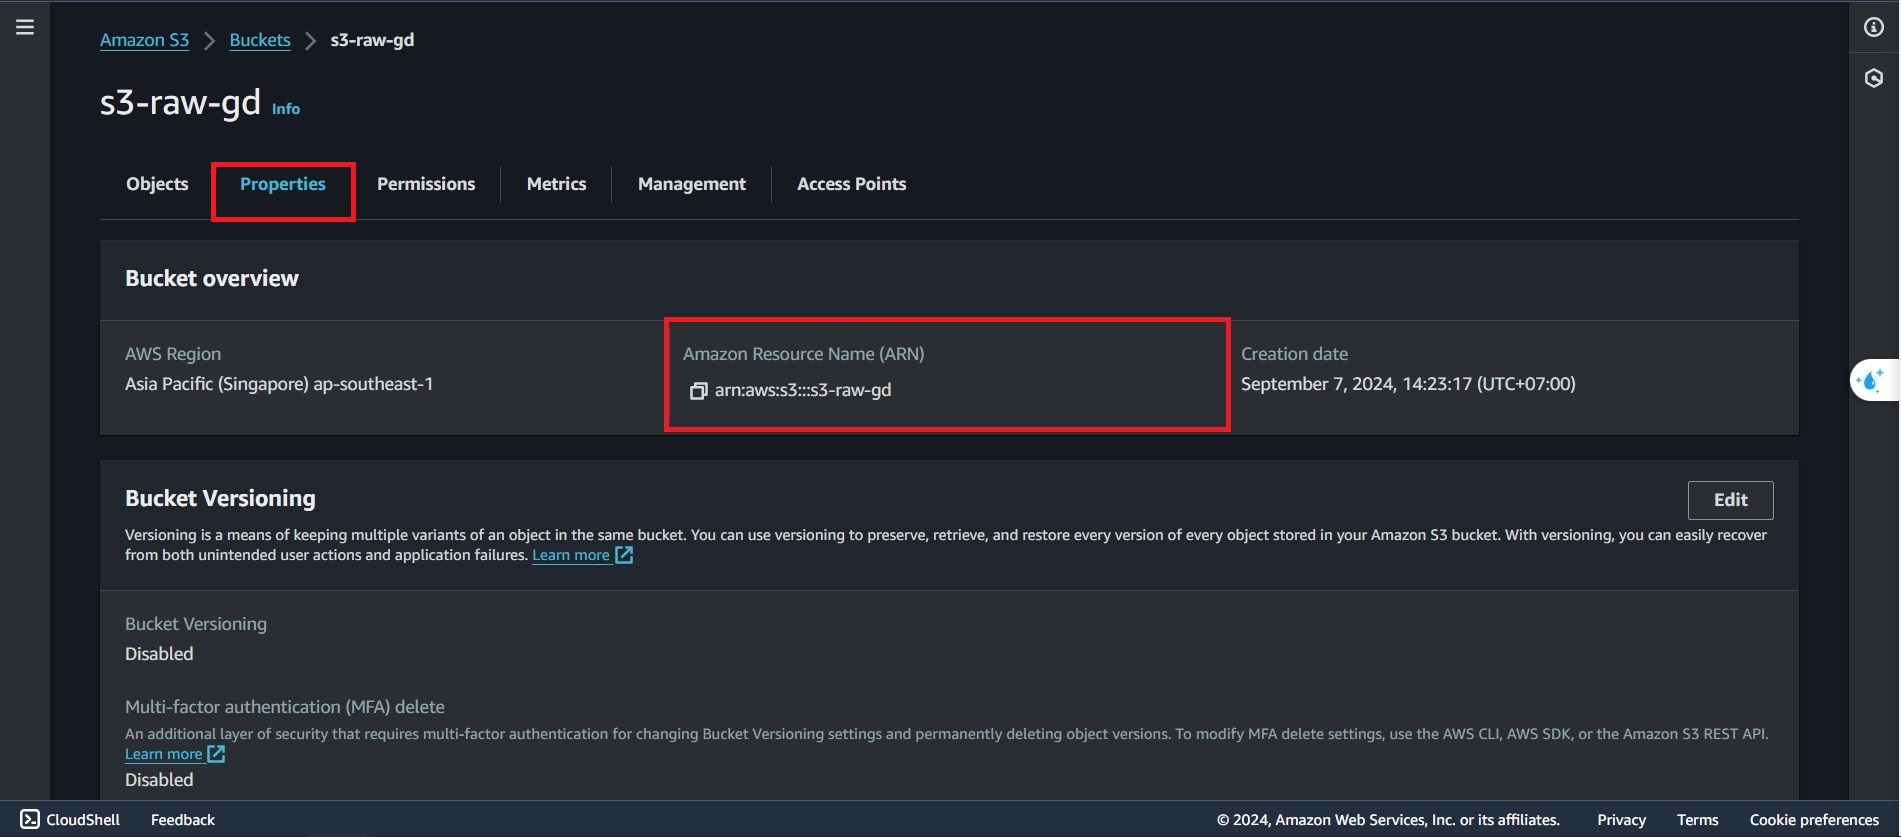 Amazon S3 > Buckets > s3-raw-gd
s3-raw-gd Info
Objects Properties Permissions Metrics Management Access Points
Bucket overview
AWS Region
Asia Pacific (Singapore) ap-southeast-1
Amazon Resource Name (ARN)
arn:aws:s3:::s3-raw-gd
Creation date
September 7, 2024, 14:23:17 (UTC+07:00)
Bucket Versioning
Edit
Versioning is a means of keeping multiple variants of an object in the same bucket. You can use versioning to preserve, retrieve, and restore every version of every object stored in your Amazon S3 bucket. With versioning, you can easily recover
from both unintended user actions and application failures. Learn more
Bucket Versioning
Disabled
Multi-factor authentication (MFA) delete
An additional layer of security that requires multi-factor authentication for changing Bucket Versioning settings and permanently deleting object versions. To modify MFA delete settings, use the AWS CLI, AWS SDK, or the Amazon S3 REST API.
Learn more
Disabled
CloudShell Feedback © 2024, Amazon Web Services, Inc. or its affiliates. Privacy Terms Cookie preferences